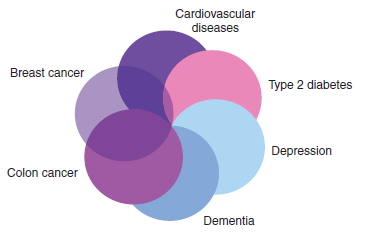 Cardiovascular
diseases
Breast cancer
Type 2 diabetes
Depression
Colon cancer
Dementia